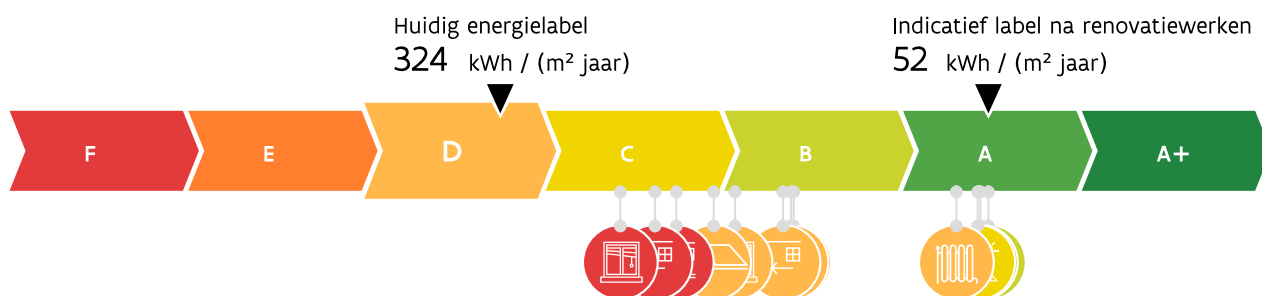 Huidig energielabel
324 kWh / (m² jaar)
Indicatief label na renovatiewerken
52 kWh / (m² jaar)
F E D C B A A+